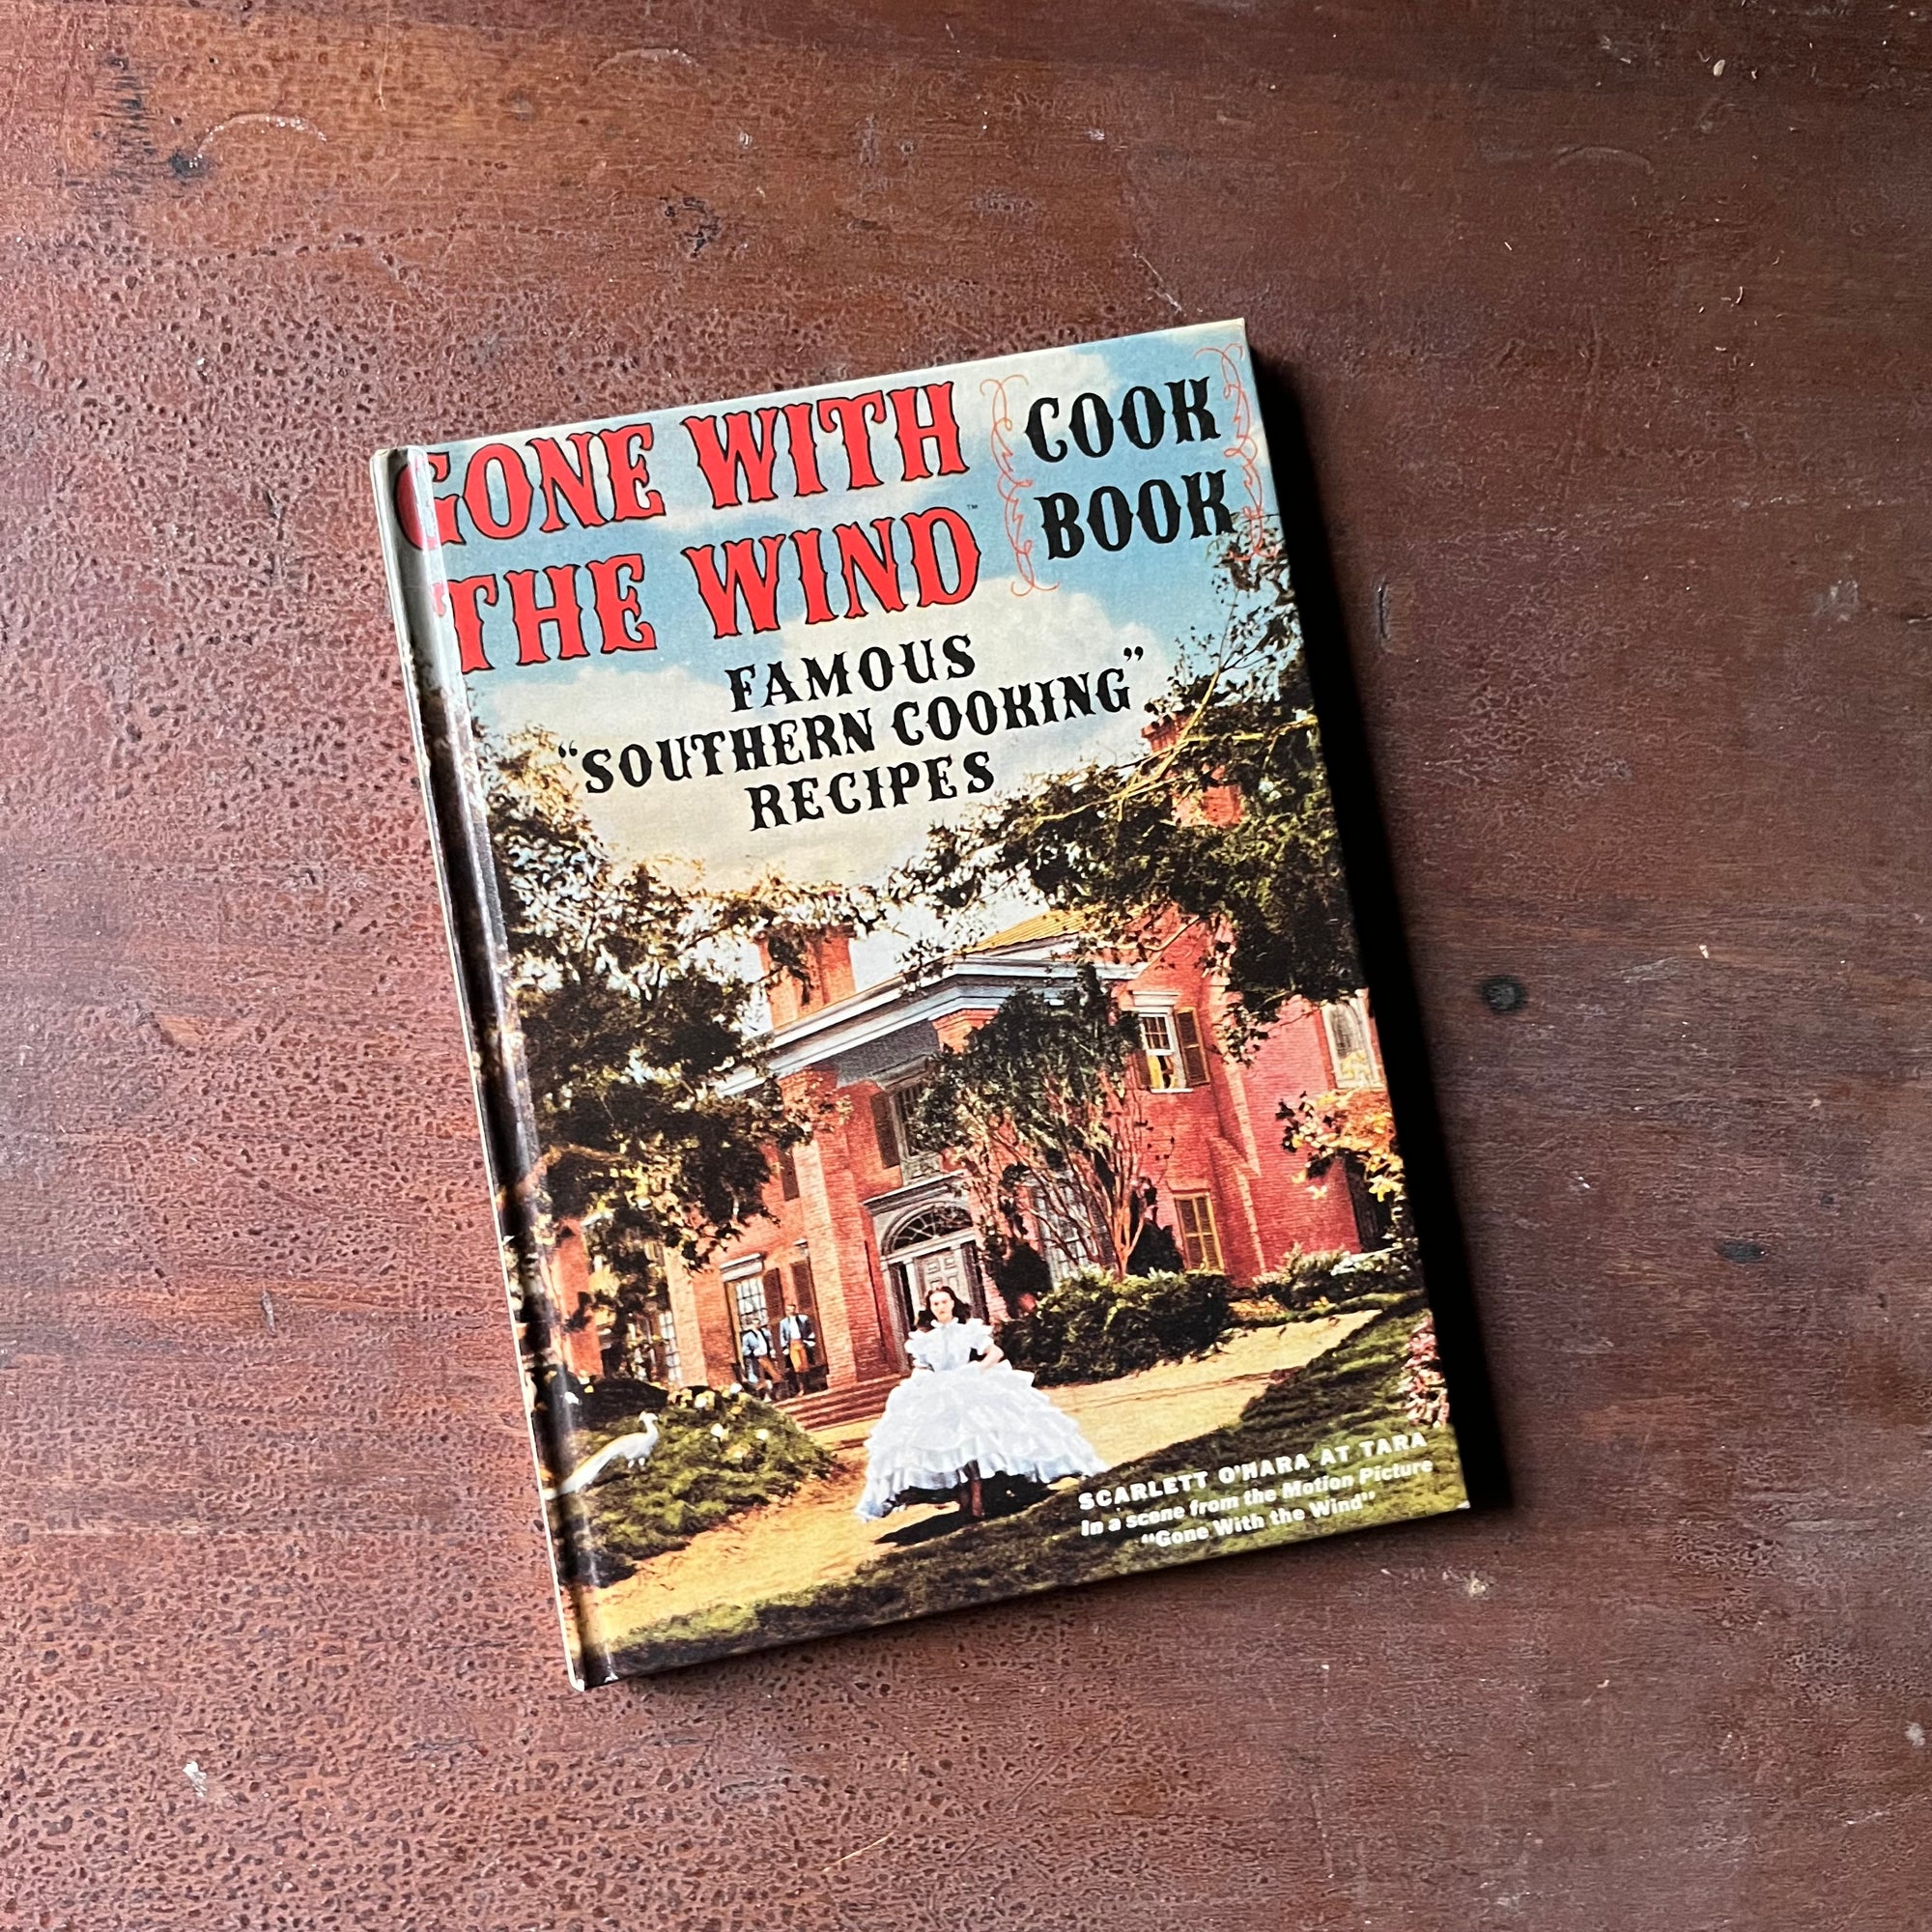 GONE WITH
THE WIND™
COOK
BOOK
FAMOUS
"SOUTHERN COOKING"
RECIPES
SCARLETT O'HARA AT TARA
In a scene from the Motion Picture
"Gone With the Wind"